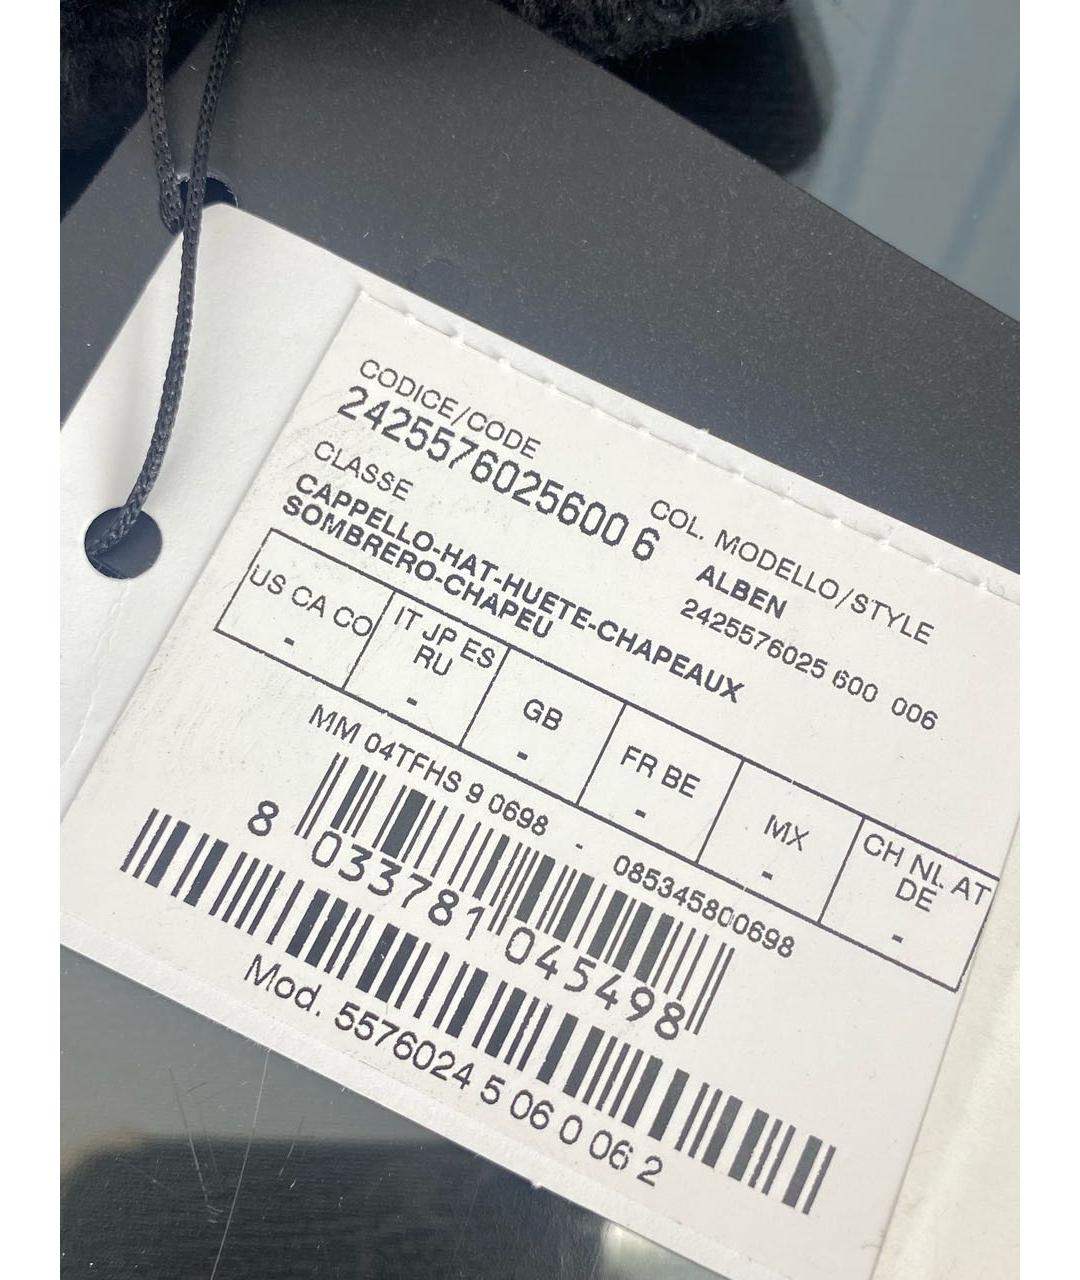 CODICE/CODE
2425576025600 6
CLASSE
CAPPELLO-HAT-HUETE-CHAPEAUX
SOMBRERO-CHAPEU
COL. MODELLO/STYLE
ALBEN
2425576025 600 006
US CA CO
-
IT JP ES
RU
-
GB
-
FR BE
-
MX
-
CH NL AT
DE
-
MM 04TFHS 9 0698 - 085345800698
8 033781 045498
Mod. 5576024 5 06 0 06 2